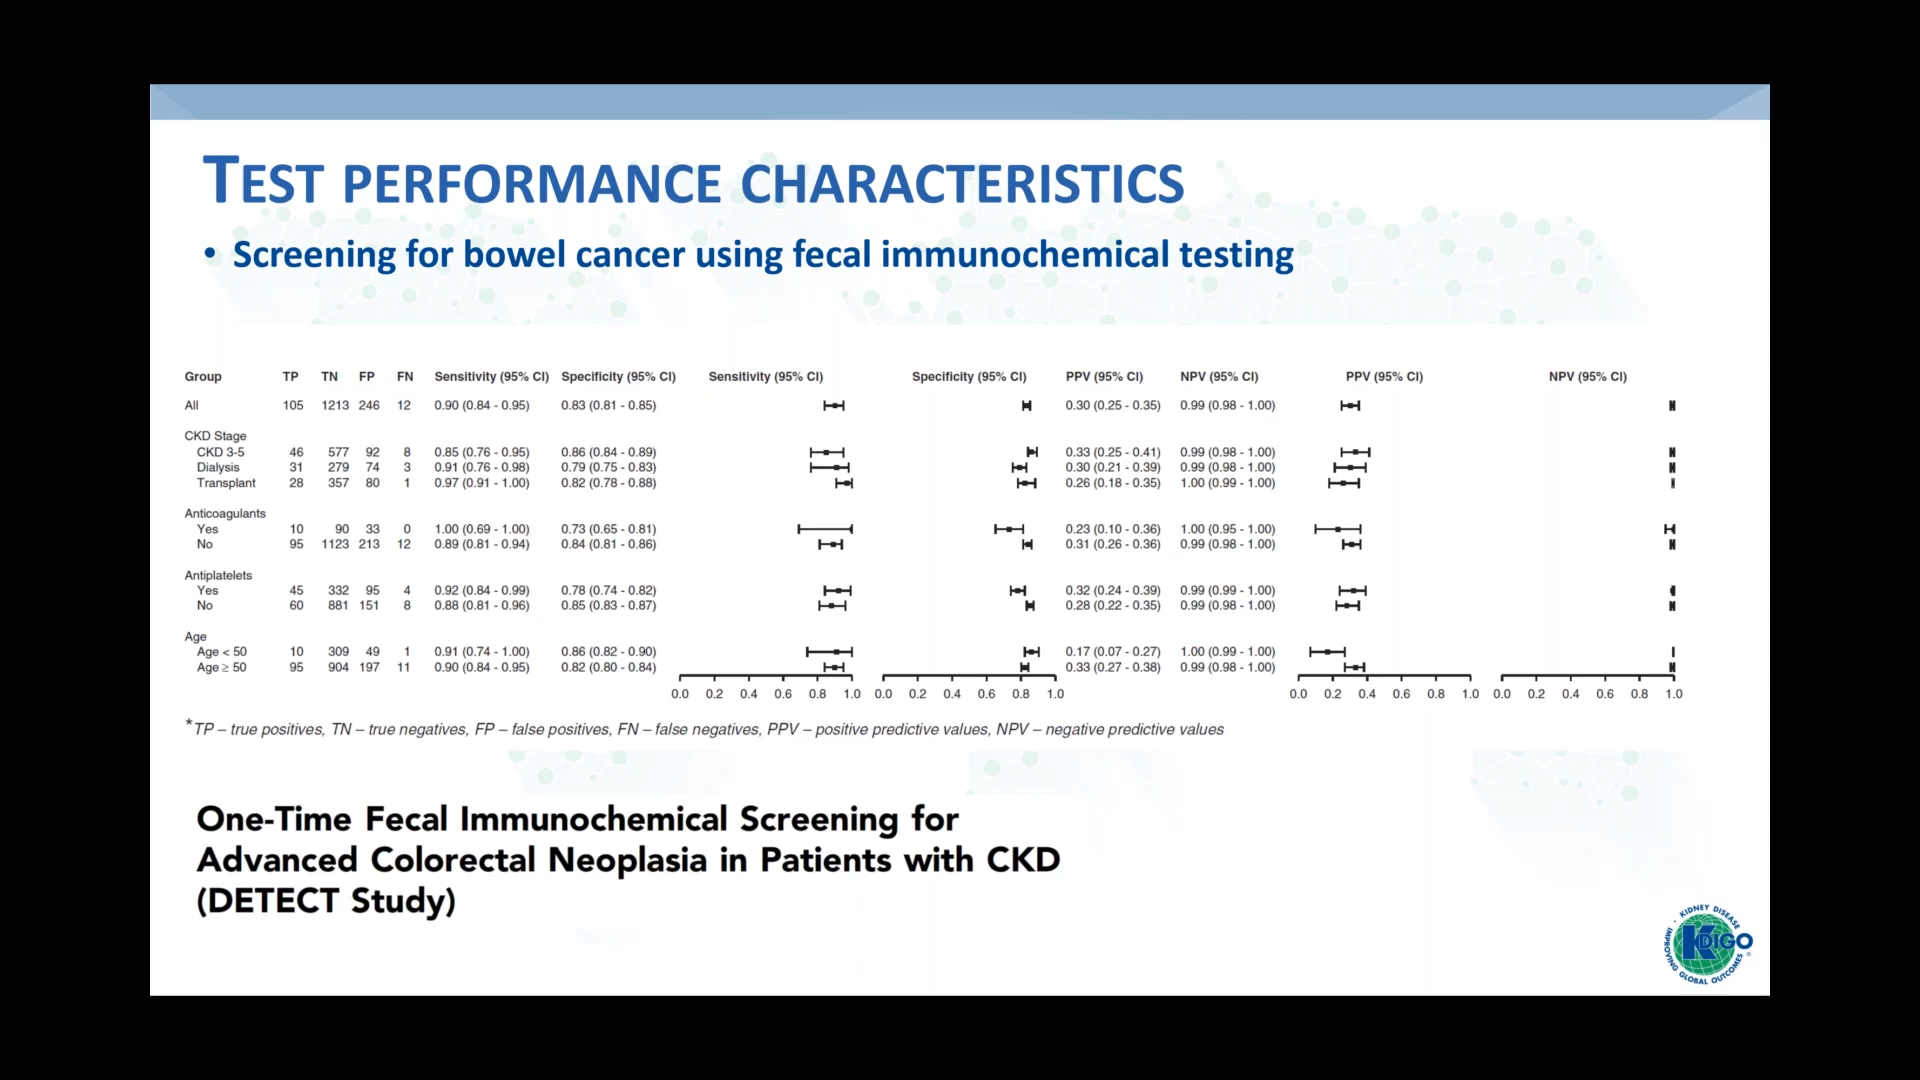 TEST PERFORMANCE CHARACTERISTICS
• Screening for bowel cancer using fecal immunochemical testing
Group TP TN FP FN Sensitivity (95% CI) Specificity (95% CI) Sensitivity (95% CI) Specificity (95% CI) PPV (95% CI) NPV (95% CI) PPV (95% CI) NPV (95% CI)
All 105 1213 246 12 0.90 (0.84 - 0.95) 0.83 (0.81 - 0.85) 0.30 (0.25 - 0.35) 0.99 (0.98 - 1.00)
CKD Stage
CKD 3-5 46 577 92 8 0.85 (0.76 - 0.95) 0.86 (0.84 - 0.89) 0.33 (0.25 - 0.41) 0.99 (0.98 - 1.00)
Dialysis 31 279 74 3 0.91 (0.76 - 0.98) 0.79 (0.75 - 0.83) 0.30 (0.21 - 0.39) 0.99 (0.98 - 1.00)
Transplant 28 357 80 1 0.97 (0.91 - 1.00) 0.82 (0.78 - 0.88) 0.26 (0.18 - 0.35) 1.00 (0.99 - 1.00)
Anticoagulants
Yes 10 90 33 0 1.00 (0.69 - 1.00) 0.73 (0.65 - 0.81) 0.23 (0.10 - 0.36) 1.00 (0.95 - 1.00)
No 95 1123 213 12 0.89 (0.81 - 0.94) 0.84 (0.81 - 0.86) 0.31 (0.26 - 0.36) 0.99 (0.98 - 1.00)
Antiplatelets
Yes 45 332 95 4 0.92 (0.84 - 0.99) 0.78 (0.74 - 0.82) 0.32 (0.24 - 0.39) 0.99 (0.99 - 1.00)
No 60 881 151 8 0.88 (0.81 - 0.96) 0.85 (0.83 - 0.87) 0.28 (0.22 - 0.35) 0.99 (0.98 - 1.00)
Age
Age < 50 10 309 49 1 0.91 (0.74 - 1.00) 0.86 (0.82 - 0.90) 0.17 (0.07 - 0.27) 1.00 (0.99 - 1.00)
Age ≥ 50 95 904 197 11 0.90 (0.84 - 0.95) 0.82 (0.80 - 0.84) 0.33 (0.27 - 0.38) 0.99 (0.98 - 1.00)
0.0 0.2 0.4 0.6 0.8 1.0 0.0 0.2 0.4 0.6 0.8 1.0 0.0 0.2 0.4 0.6 0.8 1.0 0.0 0.2 0.4 0.6 0.8 1.0
*TP – true positives, TN – true negatives, FP – false positives, FN – false negatives, PPV – positive predictive values, NPV – negative predictive values
One-Time Fecal Immunochemical Screening for
Advanced Colorectal Neoplasia in Patients with CKD
(DETECT Study)
KIDNEY DISEASE
KDIGO®
IMPROVING GLOBAL OUTCOMES